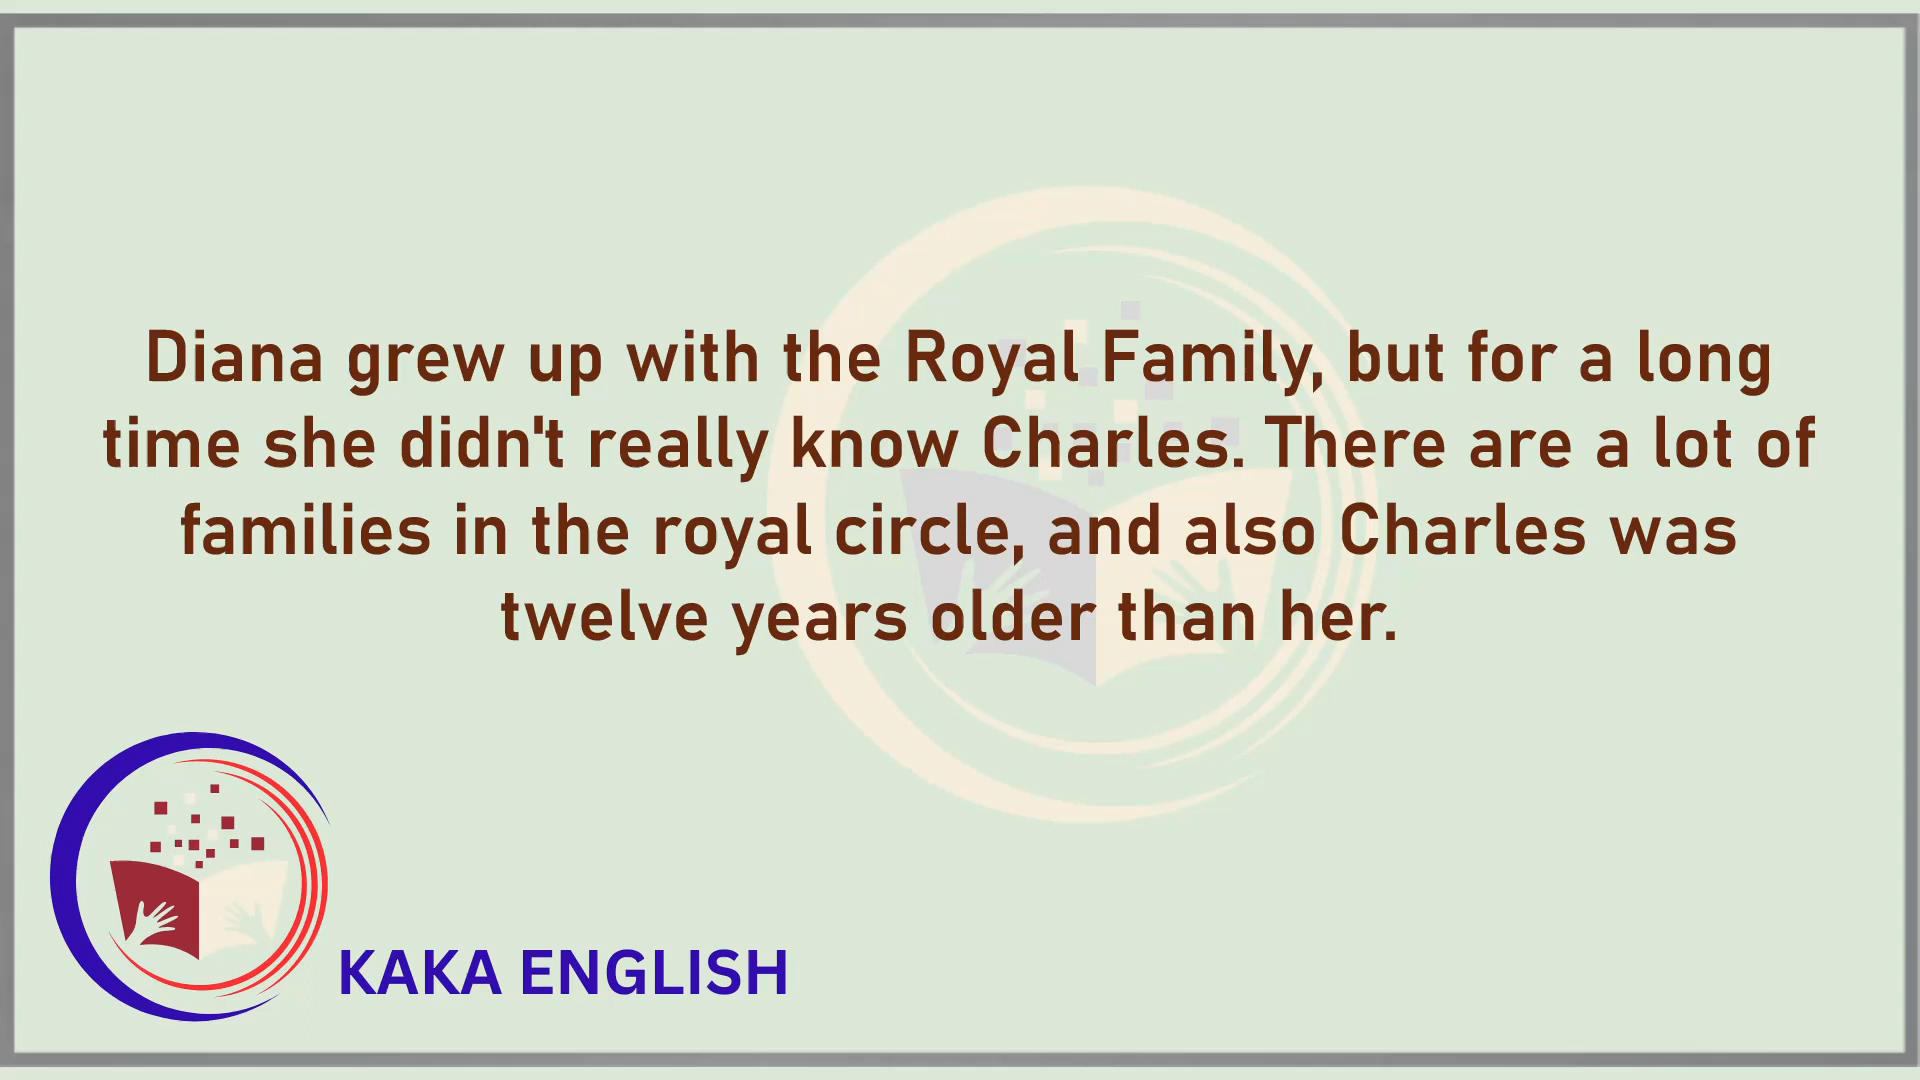 Diana grew up with the Royal Family, but for a long
time she didn't really know Charles. There are a lot of
families in the royal circle, and also Charles was
twelve years older than her.
KAKA ENGLISH